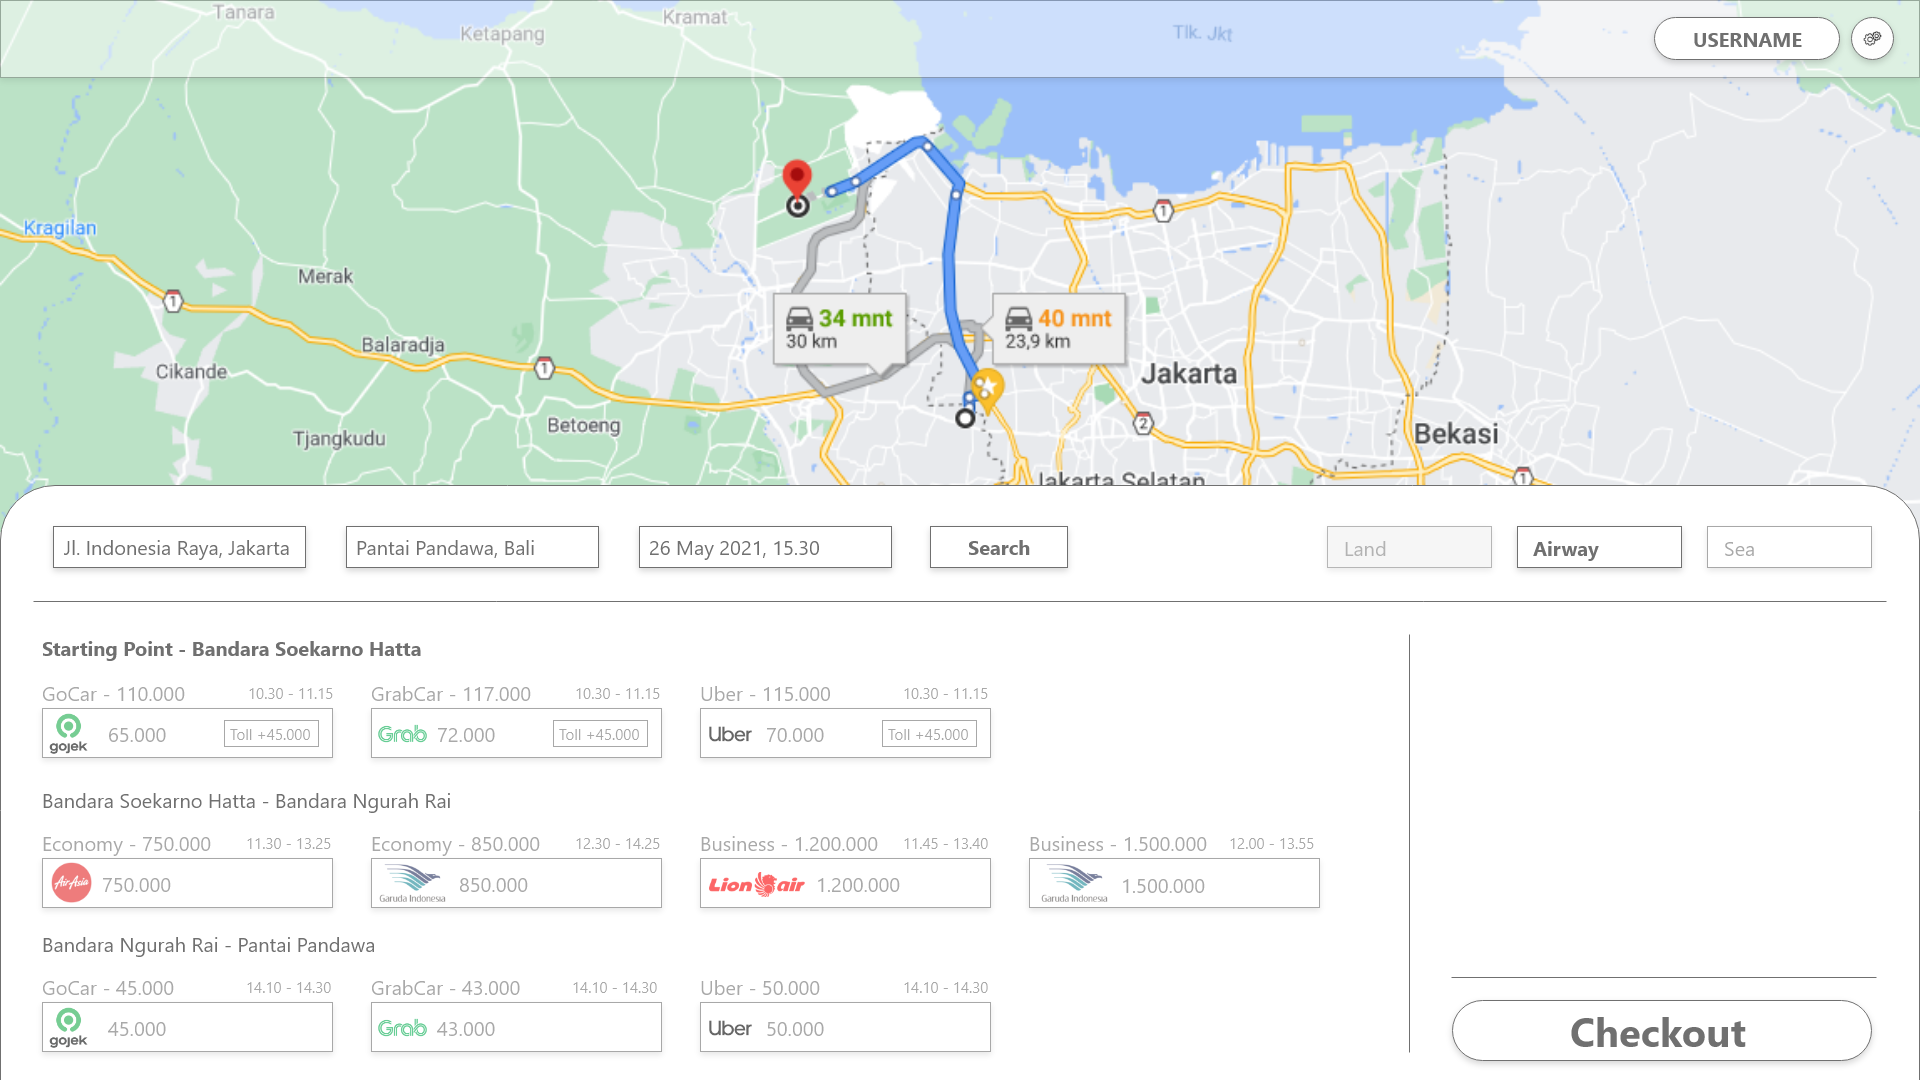 Tanara
Kramat
Ketapang
Tlk. Jkt
USERNAME
1
Kragilan
Merak
1
34 mnt
30 km
40 mnt
23,9 km
Balaradja
Cikande
1
Jakarta
2
Betoeng
Tjangkudu
Bekasi
1
Jakarta Selatan
Jl. Indonesia Raya, Jakarta
Pantai Pandawa, Bali
26 May 2021, 15.30
Search
Land
Airway
Sea
Starting Point - Bandara Soekarno Hatta
GoCar - 110.000
10.30 - 11.15
gojek
65.000
Toll +45.000
GrabCar - 117.000
10.30 - 11.15
Grab
72.000
Toll +45.000
Uber - 115.000
10.30 - 11.15
Uber
70.000
Toll +45.000
Bandara Soekarno Hatta - Bandara Ngurah Rai
Economy - 750.000
11.30 - 13.25
AirAsia
750.000
Economy - 850.000
12.30 - 14.25
Garuda Indonesia
850.000
Business - 1.200.000
11.45 - 13.40
Lion air
1.200.000
Business - 1.500.000
12.00 - 13.55
Garuda Indonesia
1.500.000
Bandara Ngurah Rai - Pantai Pandawa
GoCar - 45.000
14.10 - 14.30
gojek
45.000
GrabCar - 43.000
14.10 - 14.30
Grab
43.000
Uber - 50.000
14.10 - 14.30
Uber
50.000
Checkout